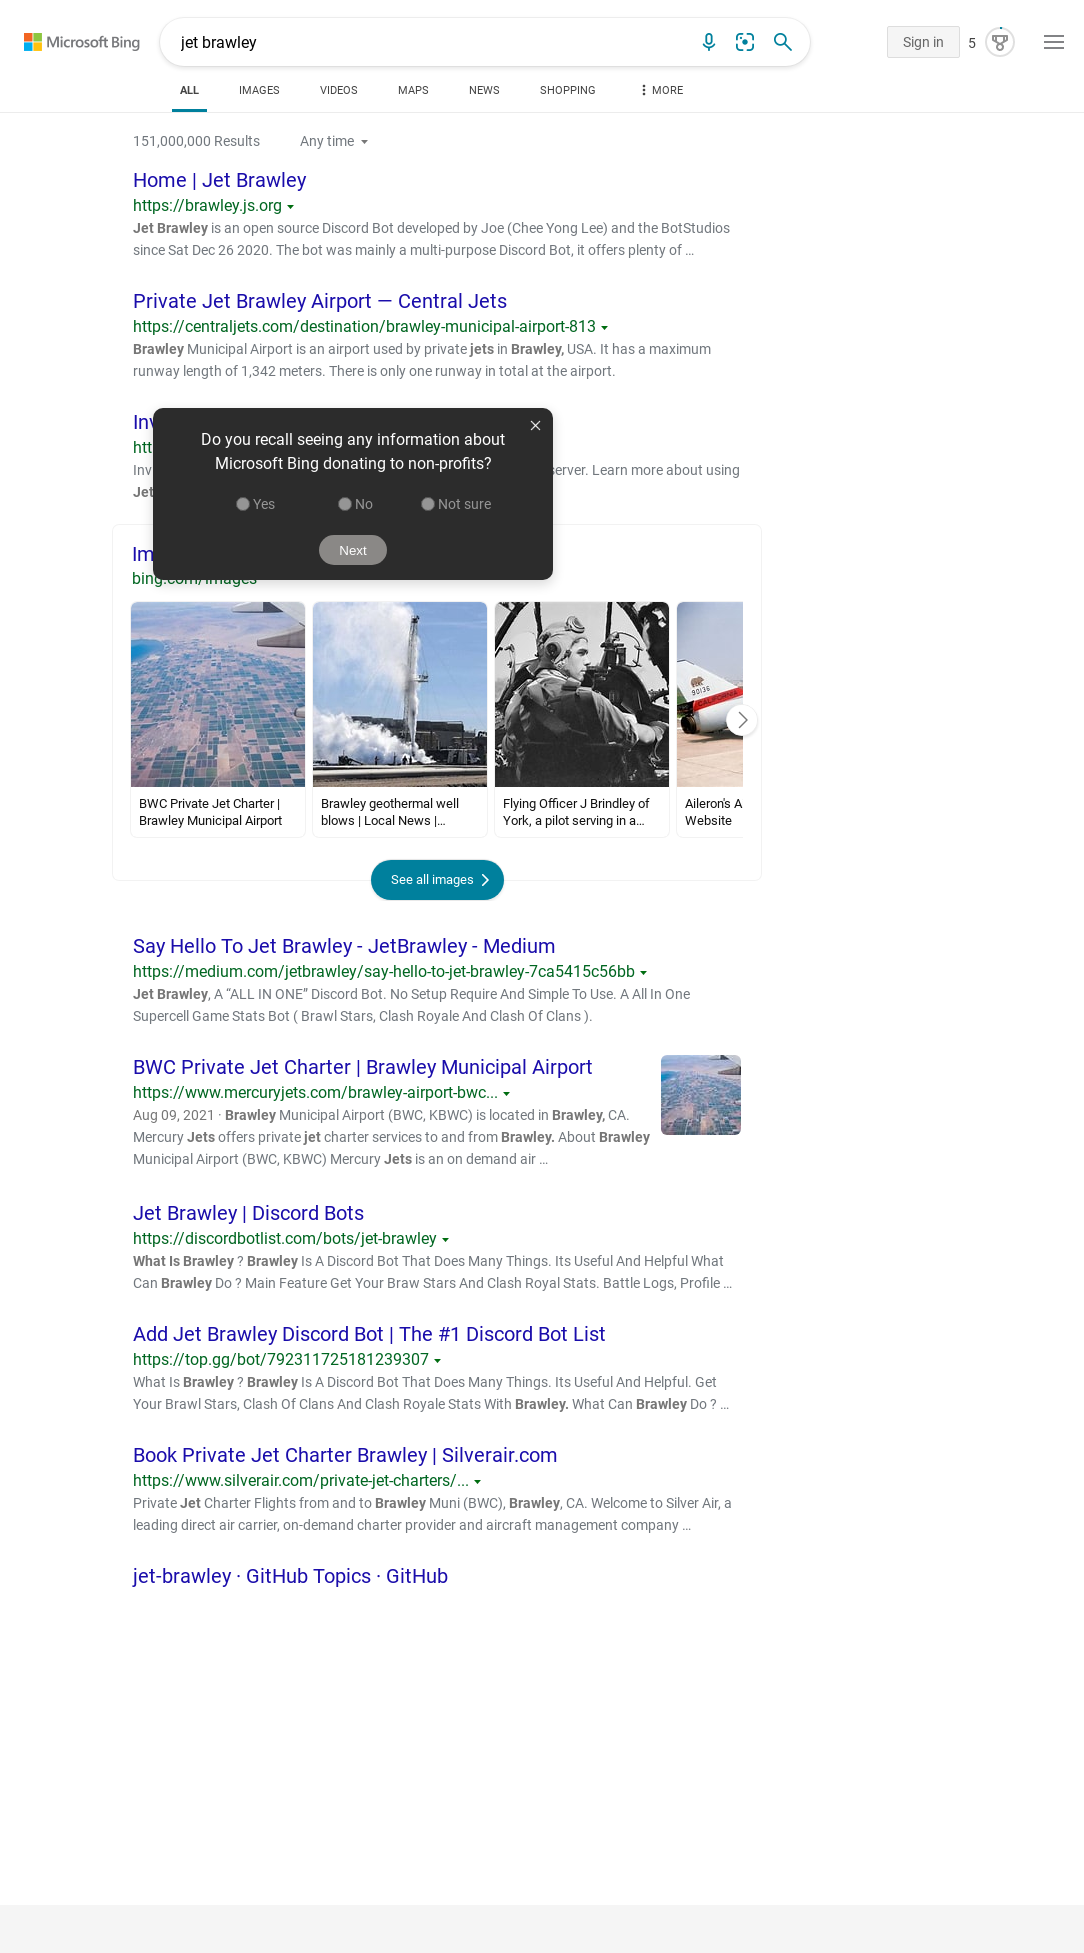 Microsoft Bing
jet brawley
Sign in
5
ALL
IMAGES
VIDEOS
MAPS
NEWS
SHOPPING
MORE
151,000,000 Results
Any time
Home | Jet Brawley
https://brawley.js.org
Jet Brawley is an open source Discord Bot developed by Joe (Chee Yong Lee) and the BotStudios
since Sat Dec 26 2020. The bot was mainly a multi-purpose Discord Bot, it offers plenty of …
Private Jet Brawley Airport — Central Jets
https://centraljets.com/destination/brawley-municipal-airport-813
Brawley Municipal Airport is an airport used by private jets in Brawley, USA. It has a maximum
runway length of 1,342 meters. There is only one runway in total at the airport.
Inv
htt
Inv
server. Learn more about using
Jet
Do you recall seeing any information about
Microsoft Bing donating to non-profits?
Yes
No
Not sure
Next
Im
bing.com/images
90136
CALIFORNIA
BWC Private Jet Charter |
Brawley Municipal Airport
Brawley geothermal well
blows | Local News |…
Flying Officer J Brindley of
York, a pilot serving in a…
Aileron's A
Website
See all images
Say Hello To Jet Brawley - JetBrawley - Medium
https://medium.com/jetbrawley/say-hello-to-jet-brawley-7ca5415c56bb
Jet Brawley, A “ALL IN ONE” Discord Bot. No Setup Require And Simple To Use. A All In One
Supercell Game Stats Bot ( Brawl Stars, Clash Royale And Clash Of Clans ).
BWC Private Jet Charter | Brawley Municipal Airport
https://www.mercuryjets.com/brawley-airport-bwc...
Aug 09, 2021 · Brawley Municipal Airport (BWC, KBWC) is located in Brawley, CA.
Mercury Jets offers private jet charter services to and from Brawley. About Brawley
Municipal Airport (BWC, KBWC) Mercury Jets is an on demand air …
Jet Brawley | Discord Bots
https://discordbotlist.com/bots/jet-brawley
What Is Brawley ? Brawley Is A Discord Bot That Does Many Things. Its Useful And Helpful What
Can Brawley Do ? Main Feature Get Your Braw Stars And Clash Royal Stats. Battle Logs, Profile …
Add Jet Brawley Discord Bot | The #1 Discord Bot List
https://top.gg/bot/792311725181239307
What Is Brawley ? Brawley Is A Discord Bot That Does Many Things. Its Useful And Helpful. Get
Your Brawl Stars, Clash Of Clans And Clash Royale Stats With Brawley. What Can Brawley Do ? …
Book Private Jet Charter Brawley | Silverair.com
https://www.silverair.com/private-jet-charters/...
Private Jet Charter Flights from and to Brawley Muni (BWC), Brawley, CA. Welcome to Silver Air, a
leading direct air carrier, on-demand charter provider and aircraft management company …
jet-brawley · GitHub Topics · GitHub